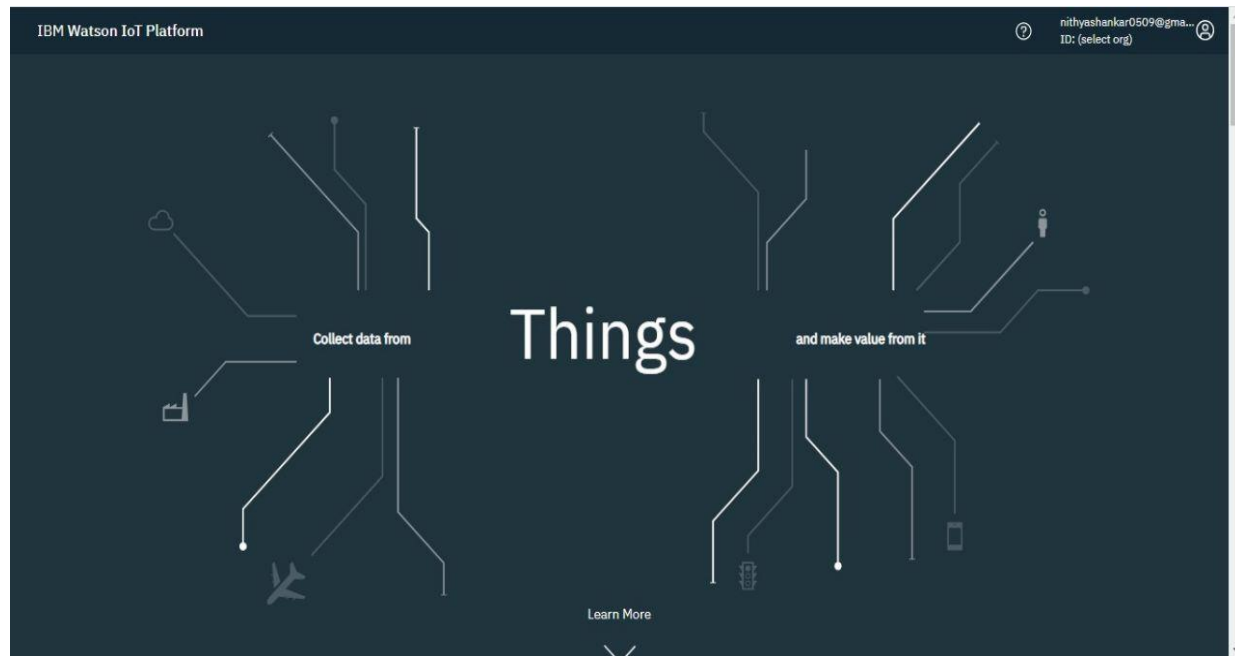 IBM Watson IoT Platform
nithyashankar0509@gma...
ID: (select org)
Collect data from
Things
and make value from it
Learn More